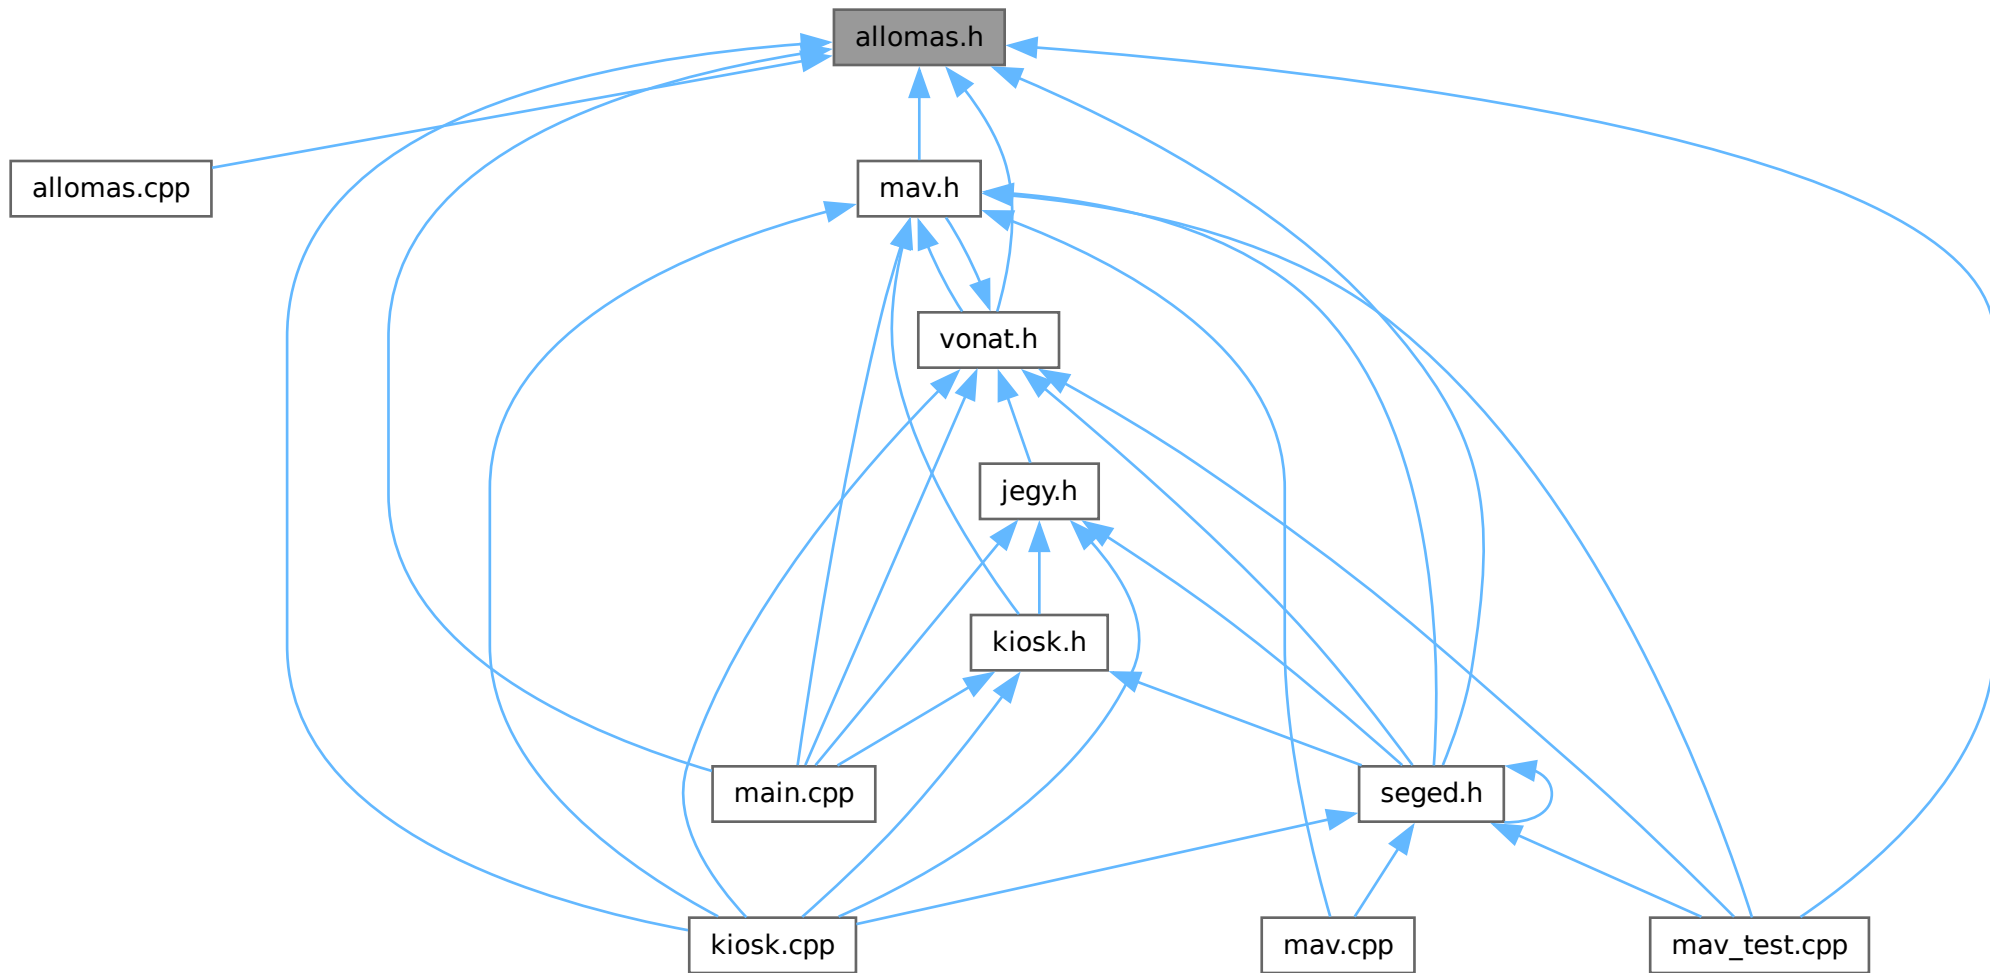 allomas.h
allomas.cpp
mav.h
vonat.h
jegy.h
kiosk.h
main.cpp
seged.h
kiosk.cpp
mav.cpp
mav_test.cpp